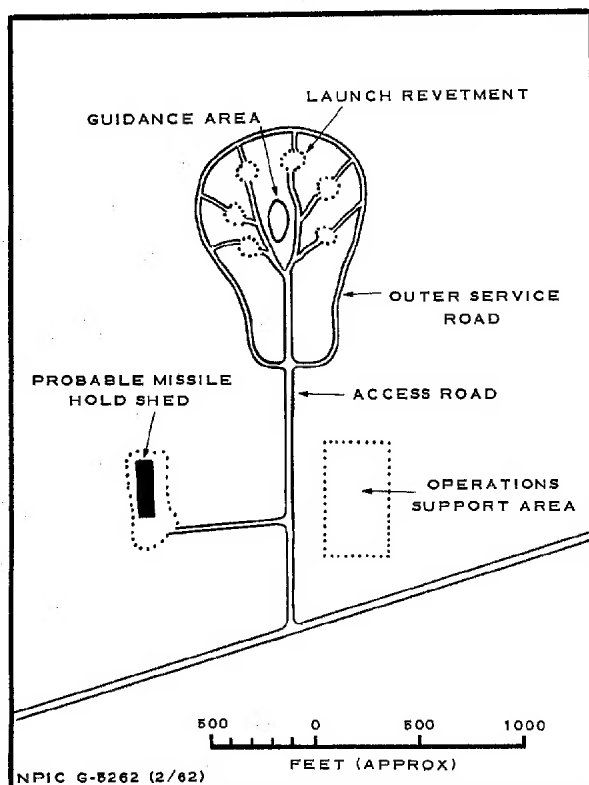 LAUNCH REVETMENT
GUIDANCE AREA
OUTER SERVICE
ROAD
PROBABLE MISSILE
HOLD SHED
ACCESS ROAD
OPERATIONS
SUPPORT AREA
500 0 500 1000
FEET (APPROX)
NPIC G-5262 (2/62)